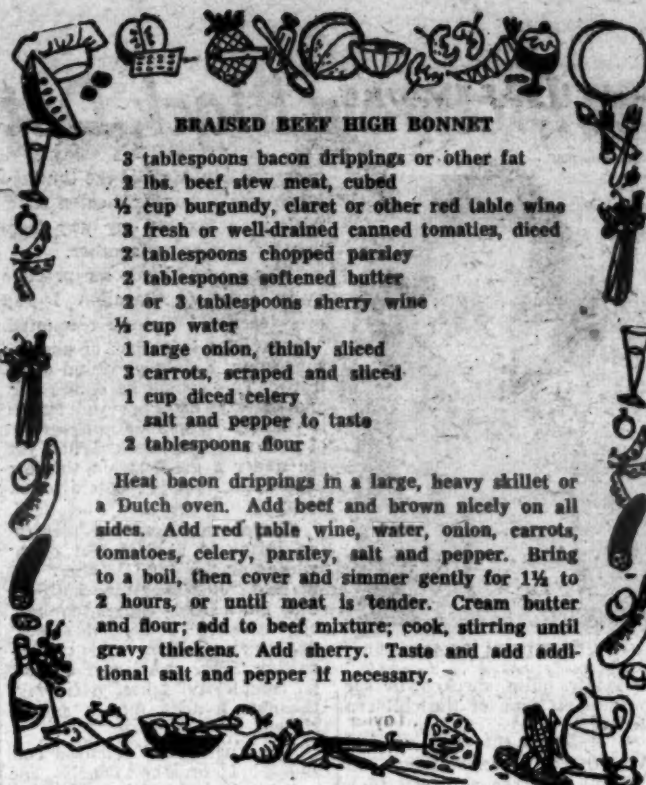 BRAISED BEEF HIGH BONNET
3 tablespoons bacon drippings or other fat
2 lbs. beef stew meat, cubed
½ cup burgundy, claret or other red table wine
3 fresh or well-drained canned tomaties, diced
2 tablespoons chopped parsley
2 tablespoons softened butter
2 or 3 tablespoons sherry wine
½ cup water
1 large onion, thinly sliced
3 carrots, scraped and sliced
1 cup diced celery
salt and pepper to taste
2 tablespoons flour
Heat bacon drippings in a large, heavy skillet or
a Dutch oven. Add beef and brown nicely on all
sides. Add red table wine, water, onion, carrots,
tomatoes, celery, parsley, salt and pepper. Bring
to a boil, then cover and simmer gently for 1½ to
2 hours, or until meat is tender. Cream butter
and flour; add to beef mixture; cook, stirring until
gravy thickens. Add sherry. Taste and add addi-
tional salt and pepper if necessary.